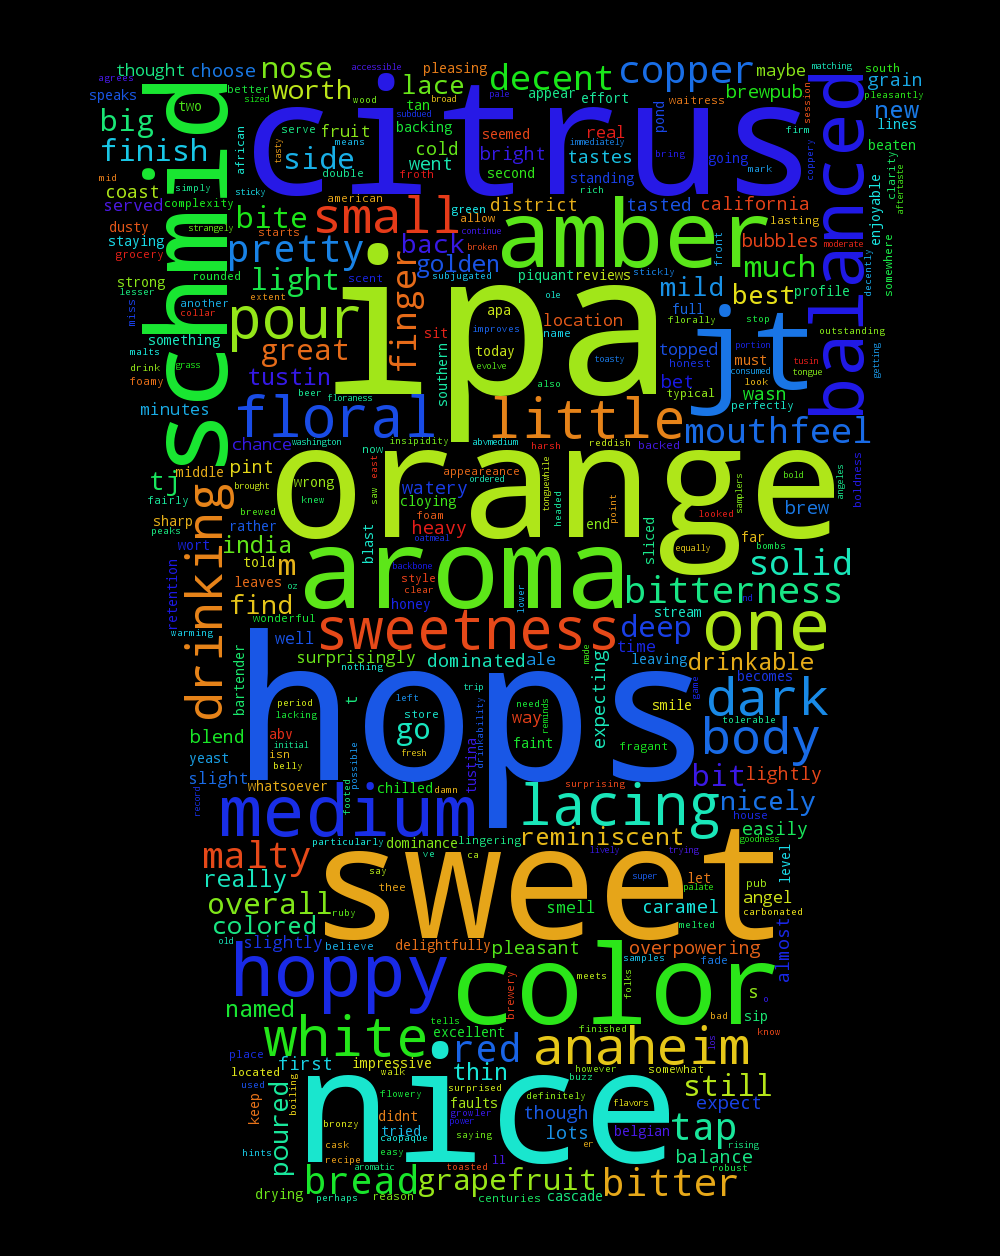 agrees
accessible
thought choose nose pleasing decent copper maybe south matching
better worth lace appear effort brewpub grain
speaks two sized wood tan broad pale waitress session pleasantly
big african serve fruit backing subdued seemed immediately real pond firm new lines
finish tasty side means cold bright tastes bring going coppery beaten
schmid citrus balanced
mid double went froth second standing rich mark clarity
coast simply sticky american green district tasted california aftertaste
served complexity bite small allow amber lasting enjoyable
dusty strangely starts continue front bubbles moderate somewhere
staying pretty back broken much
grocery rounded light golden subjugated piquant reviews stickly mild best profile decently
strong scent finger ole full florally
lesser another extent ipa apa location name jt stop outstanding
miss collar pour sit improves topped portion getting
malts something great today toasty honest must tusin
drink grass tustin southern evolve bet consumed tongue
foamy beer floraness also typical look wasn
minutes floral little perfectly mouthfeel
chance washington insipidity abvmedium harsh reddish backed
tj middle pint now east orange appeareance bold boldness
fairly brought wrong saw watery ordered tonguewhile headed samplers angeles
sharp knew cloying foam end point looked brew
peaks brewed rather blast heavy oatmeal sliced equally far
wort india told m aroma backbone bombs solid
retention leaves oz style clear bitterness nd
drinking find honey lower stream one
warming wonderful well sweetness deep time
surprisingly dominated ale made leaving drinkable
bartender nothing hops trip expecting game becomes
period t left need reminds smile dark
lacking go store way tolerable
blend abv initial drinkability faint fragant body
yeast isn belly possible fresh tustina
slight whatsoever footed chilled damn surprising bit lightly
record medium lacing nicely house
particularly dominance lingering reminiscent easily goodness
malty ve ca lively trying level
really say sweet super let pub angel
overall ruby thee smell palate caramel carbonated
colored melted
old slightly believe delightfully pleasant overpowering almost
hoppy brewery color meets folks samples fade
named s o
tells bad sip
white excellent finished los know
place first impressive red thin anaheim somewhat
located walk however
used boiling nice surprised buzz still
poured flowery faults definitely flavors expect
keep bronzy didnt growler though tap
caopaque tried power saying lots belgian
hints cask easy er rising
recipe aromatic toasted ll balance robust
bread grapefruit bitter
drying perhaps reason centuries cascade